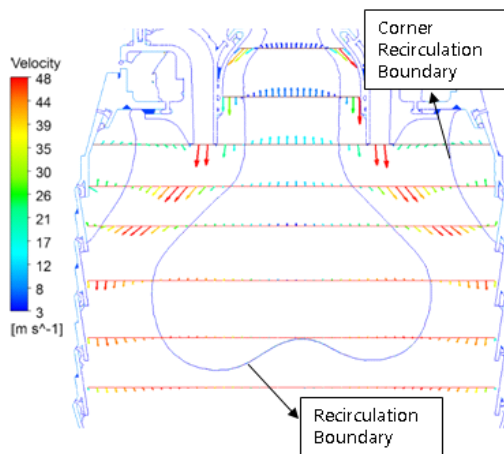 Corner
Recirculation
Boundary
Velocity
48
44
39
35
30
26
21
17
12
8
3
[m s^-1]
Recirculation
Boundary